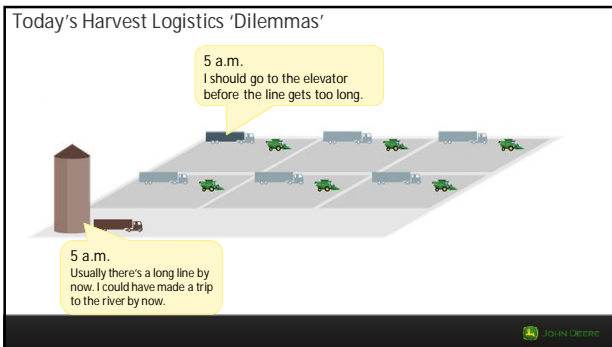 Today's Harvest Logistics ‘Dilemmas’
5 a.m.
I should go to the elevator
before the line gets too long.
5 a.m.
Usually there's a long line by
now. I could have made a trip
to the river by now.
JOHN DEERE